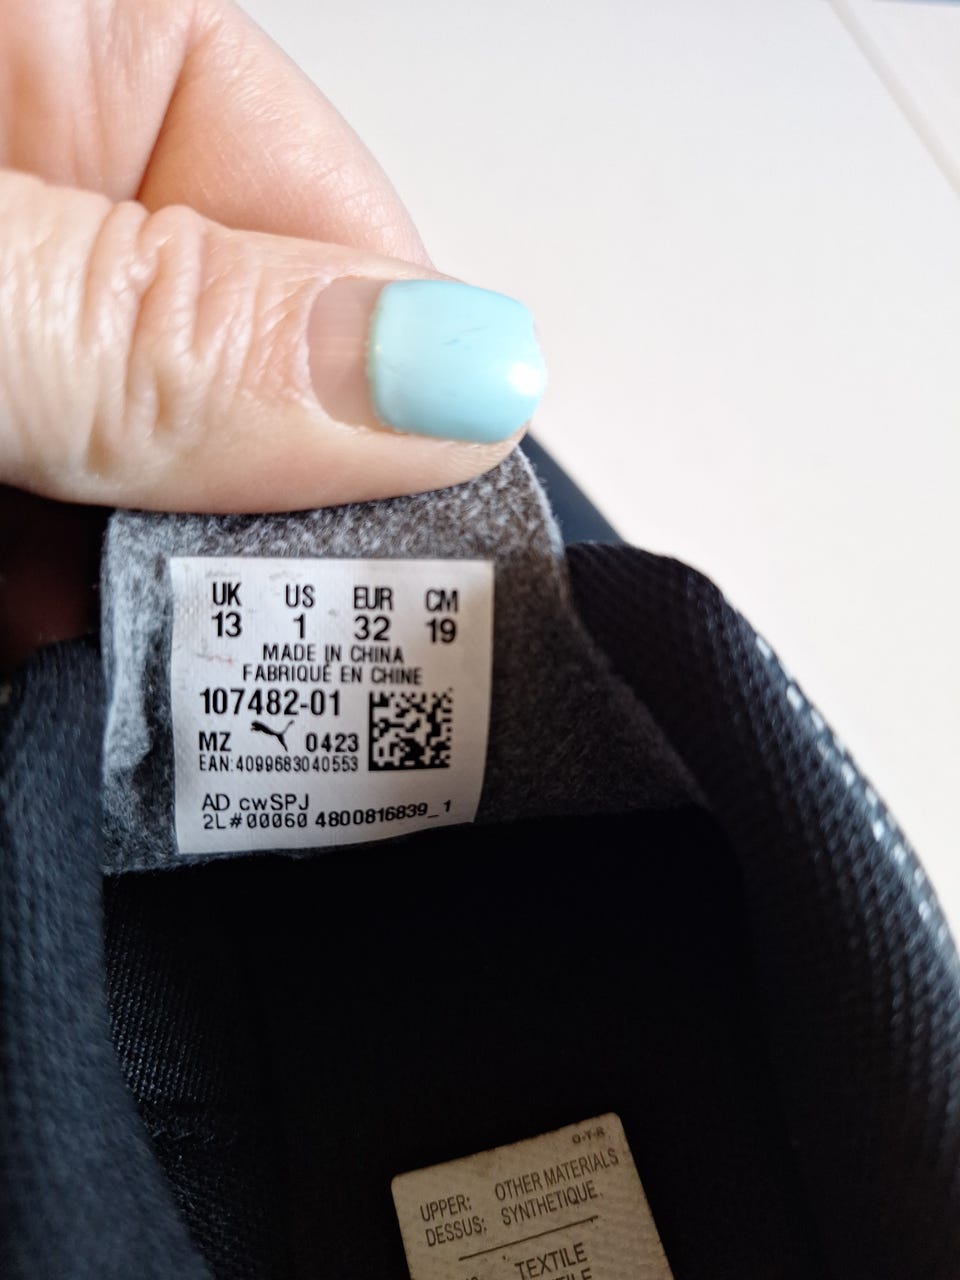 UK US EUR CM
13 1 32 19
MADE IN CHINA
FABRIQUÉ EN CHINE
107482-01
MZ 0423
EAN:4099683040553
AD cwSPJ
2L#00060 4800816839_1
O-T-R
UPPER: OTHER MATERIALS
DESSUS: SYNTHETIQUE.
TEXTILE